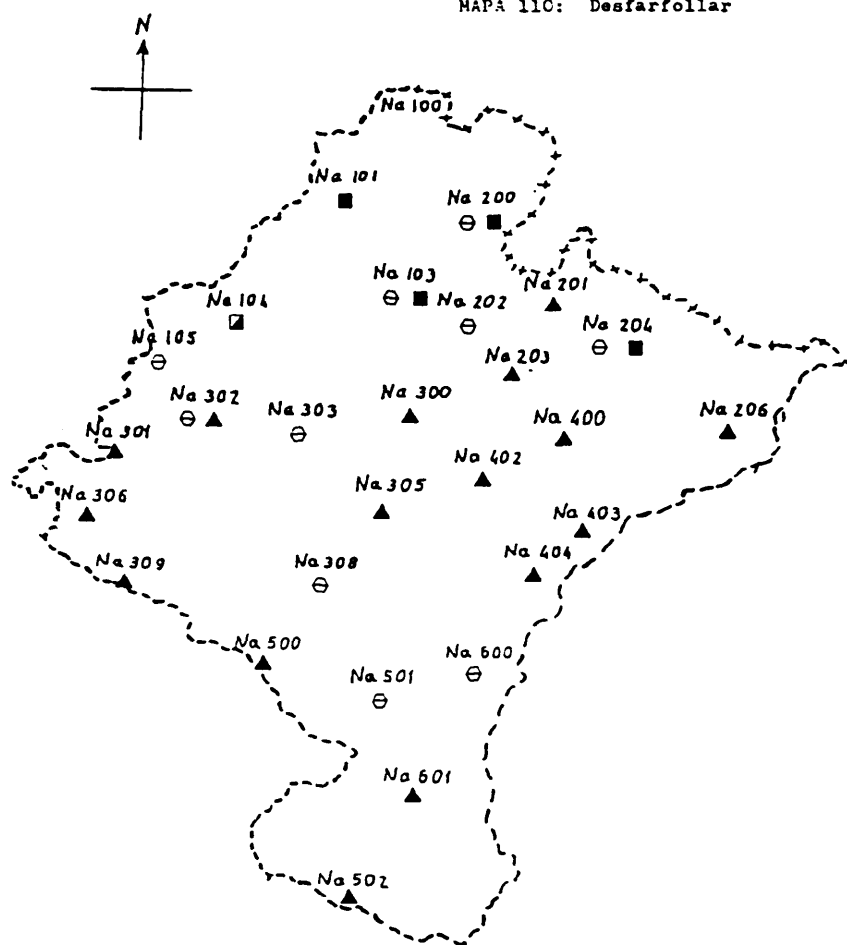 MAPA 110: Desfarfollar
N
Na 100
Na 101
Na 200
Na 103
Na 201
Na 104
Na 202
Na 204
Na 105
Na 203
Na 302
Na 303
Na 300
Na 301
Na 400
Na 206
Na 402
Na 306
Na 305
Na 403
Na 309
Na 308
Na 404
Na 500
Na 501
Na 600
Na 601
Na 502